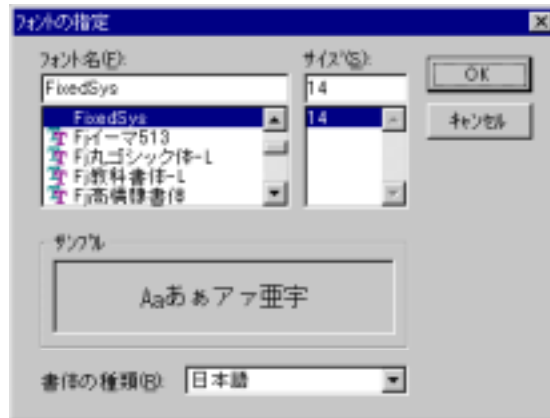 フォントの指定
フォント名(F):
サイズ(S):
FixedSys
14
OK
キャンセル
FixedSys
14
Fjイーマ513
Fj丸ゴシック体-L
Fj教科書体-L
Fj高橋隷書体
サンプル
Aaあぁアァ亜宇
書体の種類(R):
日本語